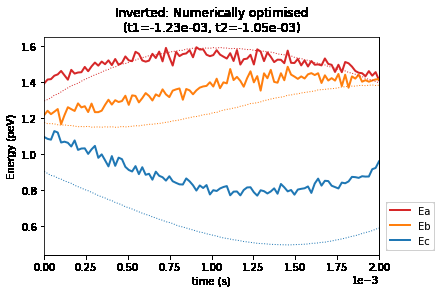 Inverted: Numerically optimised
(t1=-1.23e-03, t2=-1.05e-03)
Energy (peV)
1.6
1.4
1.2
1.0
0.8
0.6
0.00 0.25 0.50 0.75 1.00 1.25 1.50 1.75 2.00
time (s)
1e−3
Ea
Eb
Ec